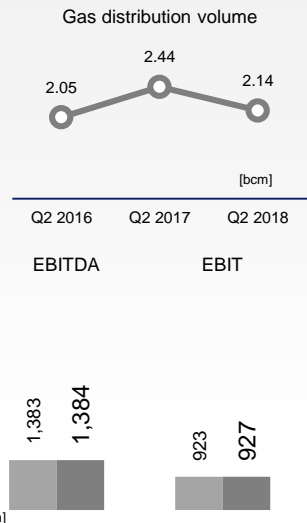 Gas distribution volume
2.44
2.05
2.14
[bcm]
Q2 2016 Q2 2017 Q2 2018
EBITDA EBIT
1,383 1,384 923 927